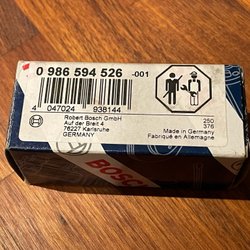 0 986 594 526 -001
4 047024 938144
Robert Bosch GmbH
Auf der Breit 4
76227 Karlsruhe
GERMANY
250
376
Made in Germany
Fabriqué en Allemagne